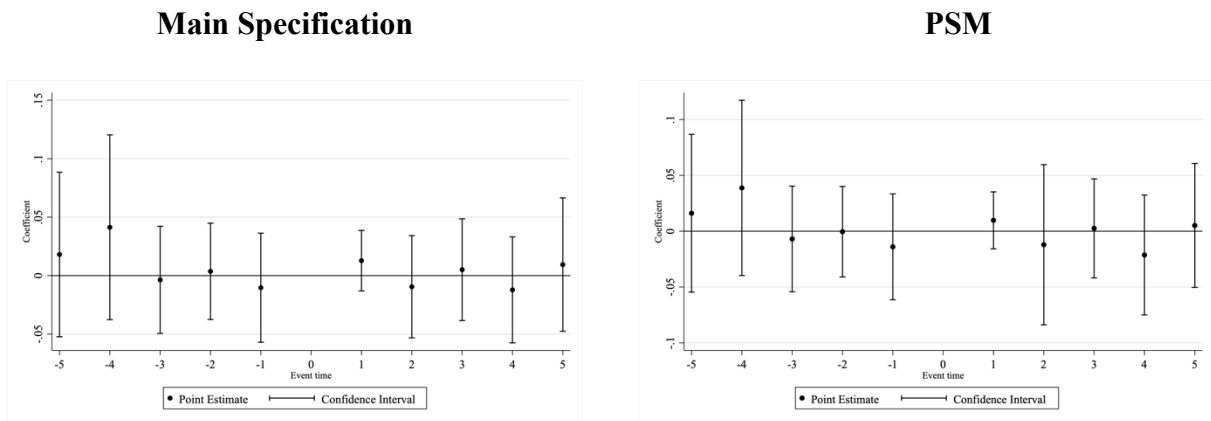 Main Specification
PSM
.15
.1
.05
0
-.05
Coefficient
-5 -4 -3 -2 -1 0 1 2 3 4 5
Event time
Point Estimate Confidence Interval
.1
.05
0
-.05
-.1
Coefficient
-5 -4 -3 -2 -1 0 1 2 3 4 5
Event time
Point Estimate Confidence Interval